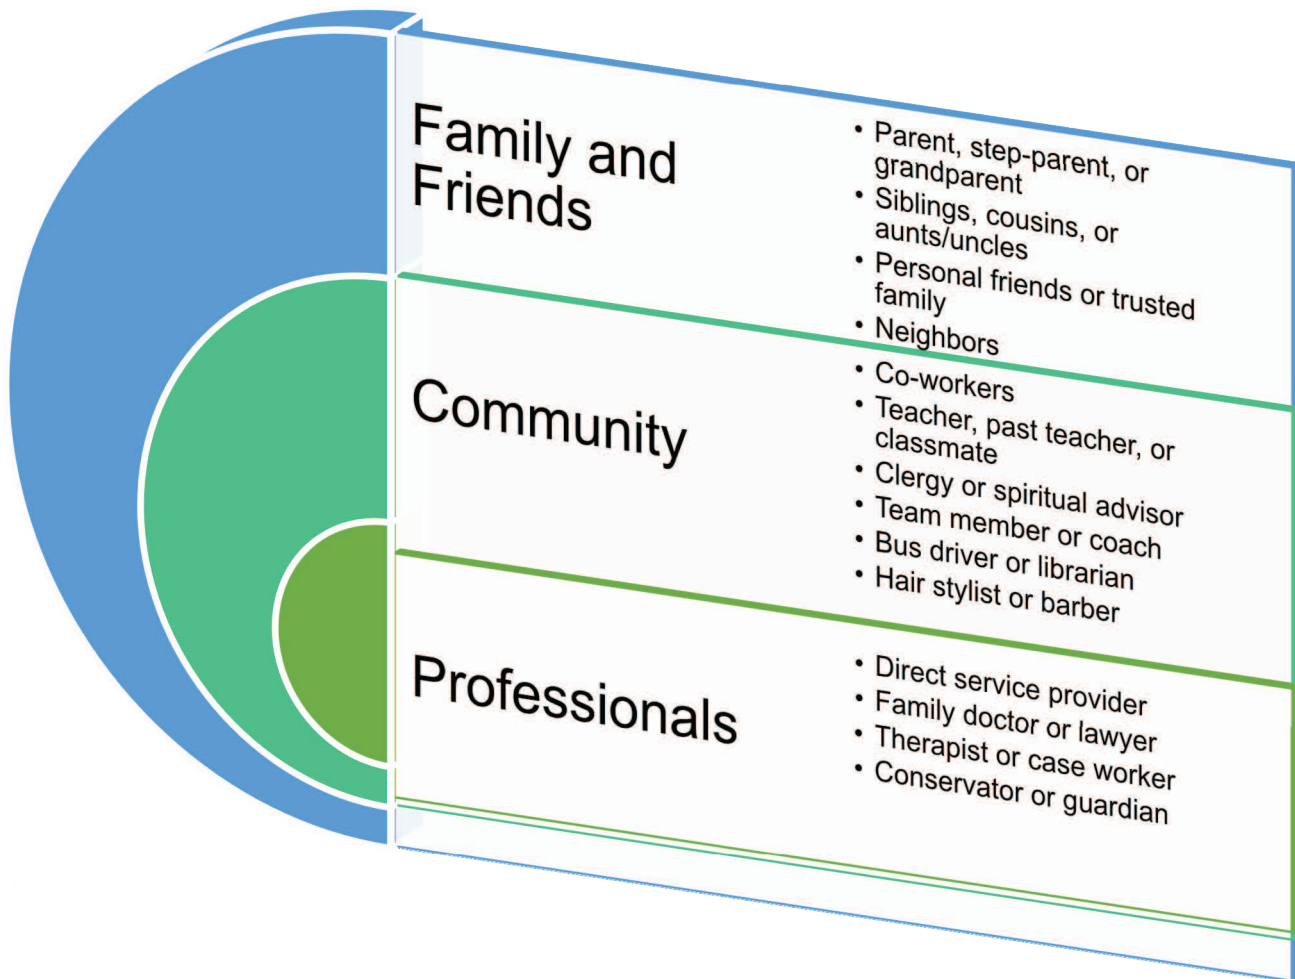 Family and
Friends
• Parent, step-parent, or
grandparent
• Siblings, cousins, or
aunts/uncles
• Personal friends or trusted
family
• Neighbors
Community
• Co-workers
• Teacher, past teacher, or
classmate
• Clergy or spiritual advisor
• Team member or coach
• Bus driver or librarian
• Hair stylist or barber
Professionals
• Direct service provider
• Family doctor or lawyer
• Therapist or case worker
• Conservator or guardian